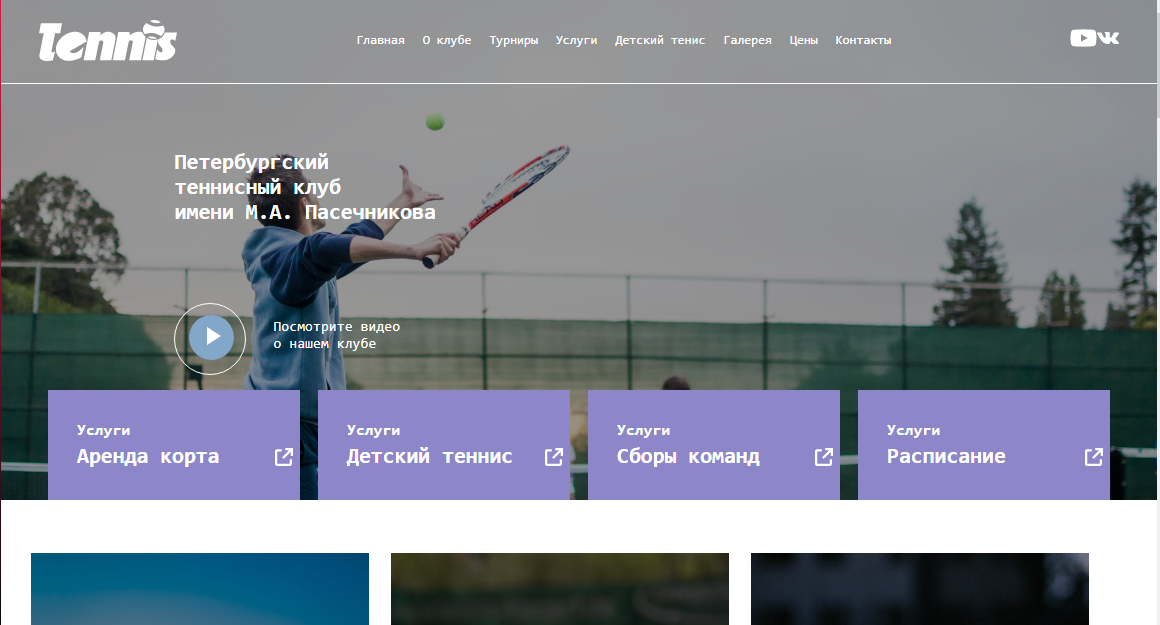 Tennis
Главная О клубе Турниры Услуги Детский тенис Галерея Цены Контакты
Петербургский
теннисный клуб
имени М.А. Пасечникова
Посмотрите видео
о нашем клубе
Услуги
Аренда корта
Услуги
Детский теннис
Услуги
Сборы команд
Услуги
Расписание